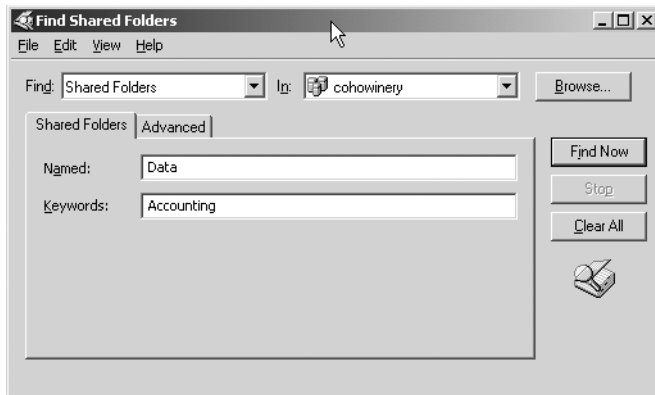 Find Shared Folders
File Edit View Help
Find: Shared Folders In: cohowinery Browse...
Shared Folders Advanced
Named: Data
Keywords: Accounting
Find Now
Stop
Clear All